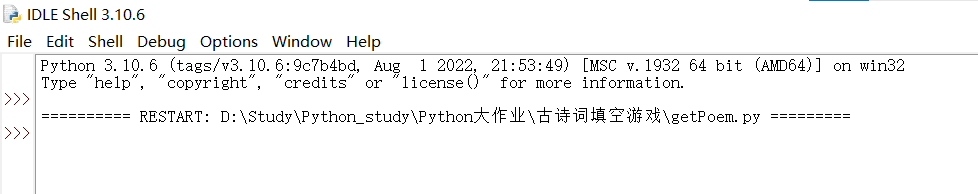 IDLE Shell 3.10.6
File Edit Shell Debug Options Window Help
Python 3.10.6 (tags/v3.10.6:9c7b4bd, Aug  1 2022, 21:53:49) [MSC v.1932 64 bit (AMD64)] on win32
Type "help", "copyright", "credits" or "license()" for more information.
>>>
========== RESTART: D:\Study\Python_study\Python大作业\古诗词填空游戏\getPoem.py =========
>>>